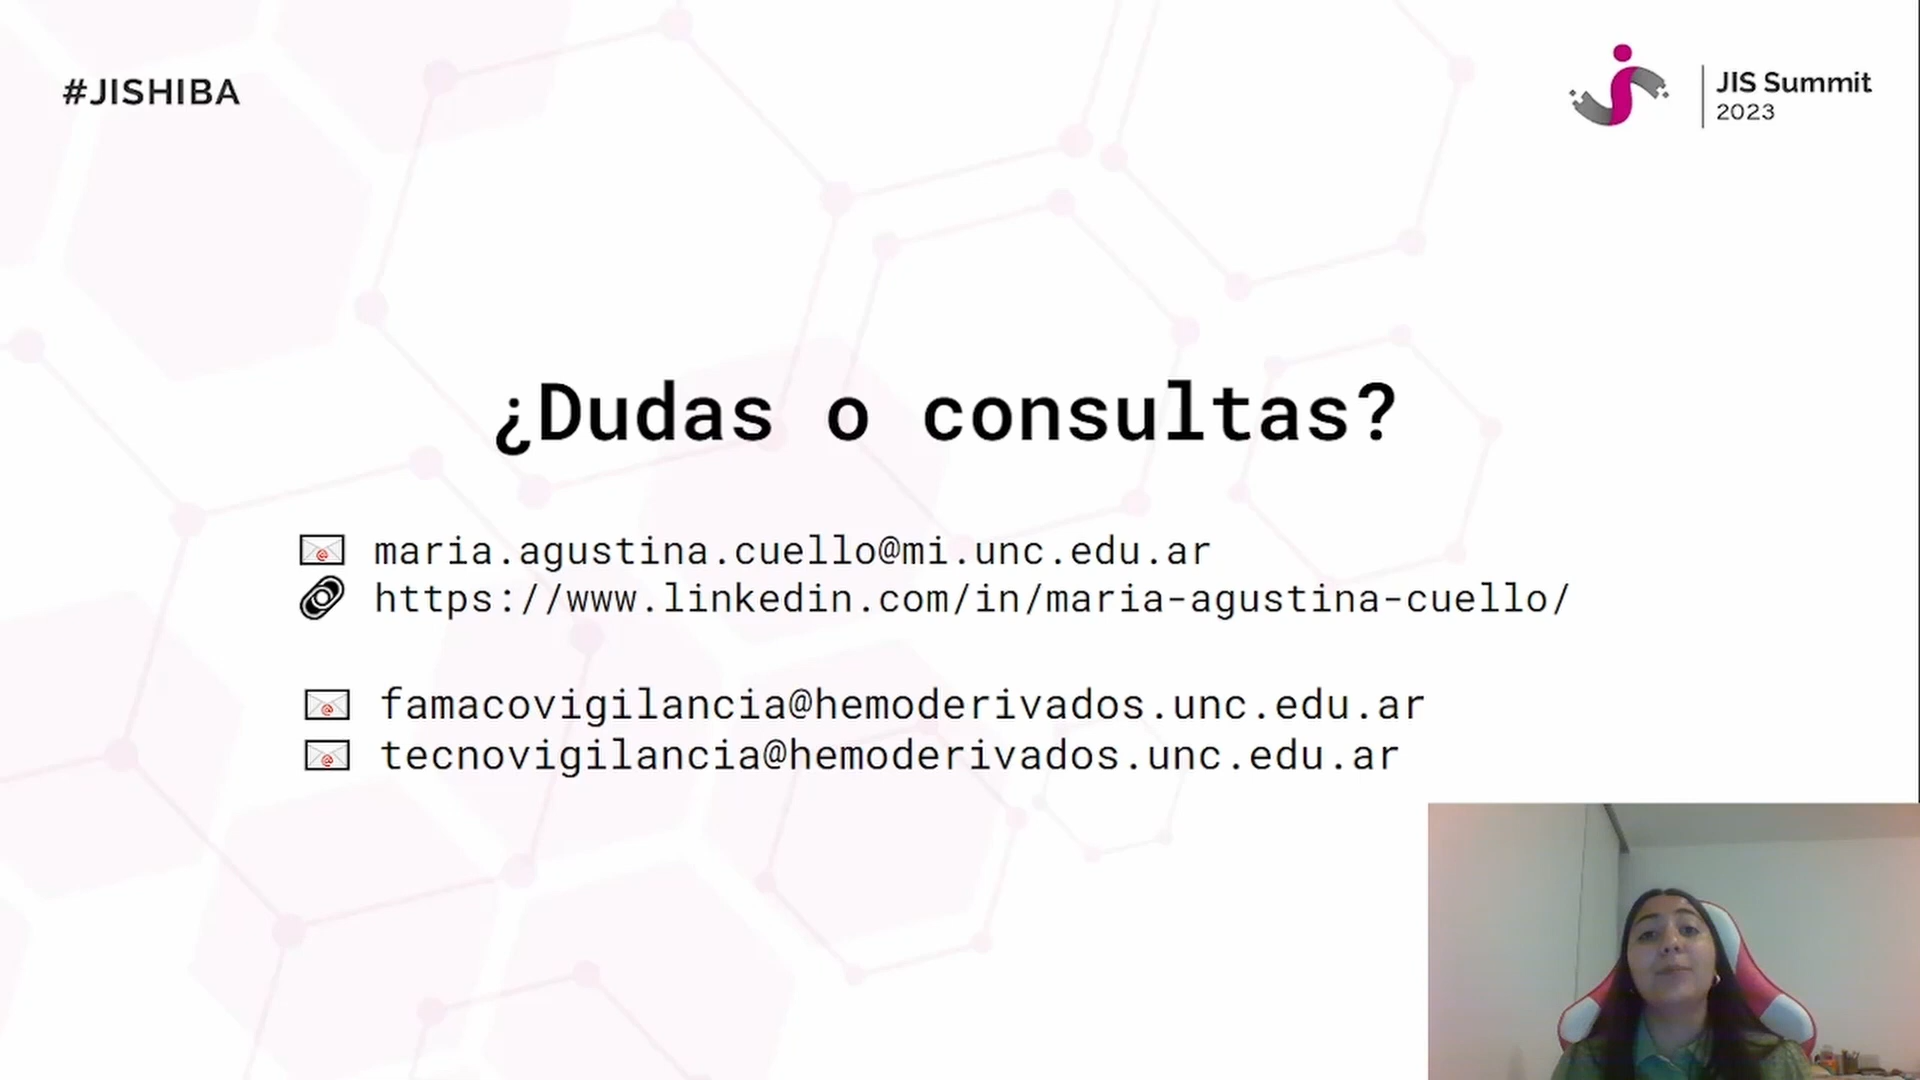 #JISHIBA
JIS Summit
2023
¿Dudas o consultas?
maria.agustina.cuello@mi.unc.edu.ar
https://www.linkedin.com/in/maria-agustina-cuello/
famacovigilancia@hemoderivados.unc.edu.ar
tecnovigilancia@hemoderivados.unc.edu.ar